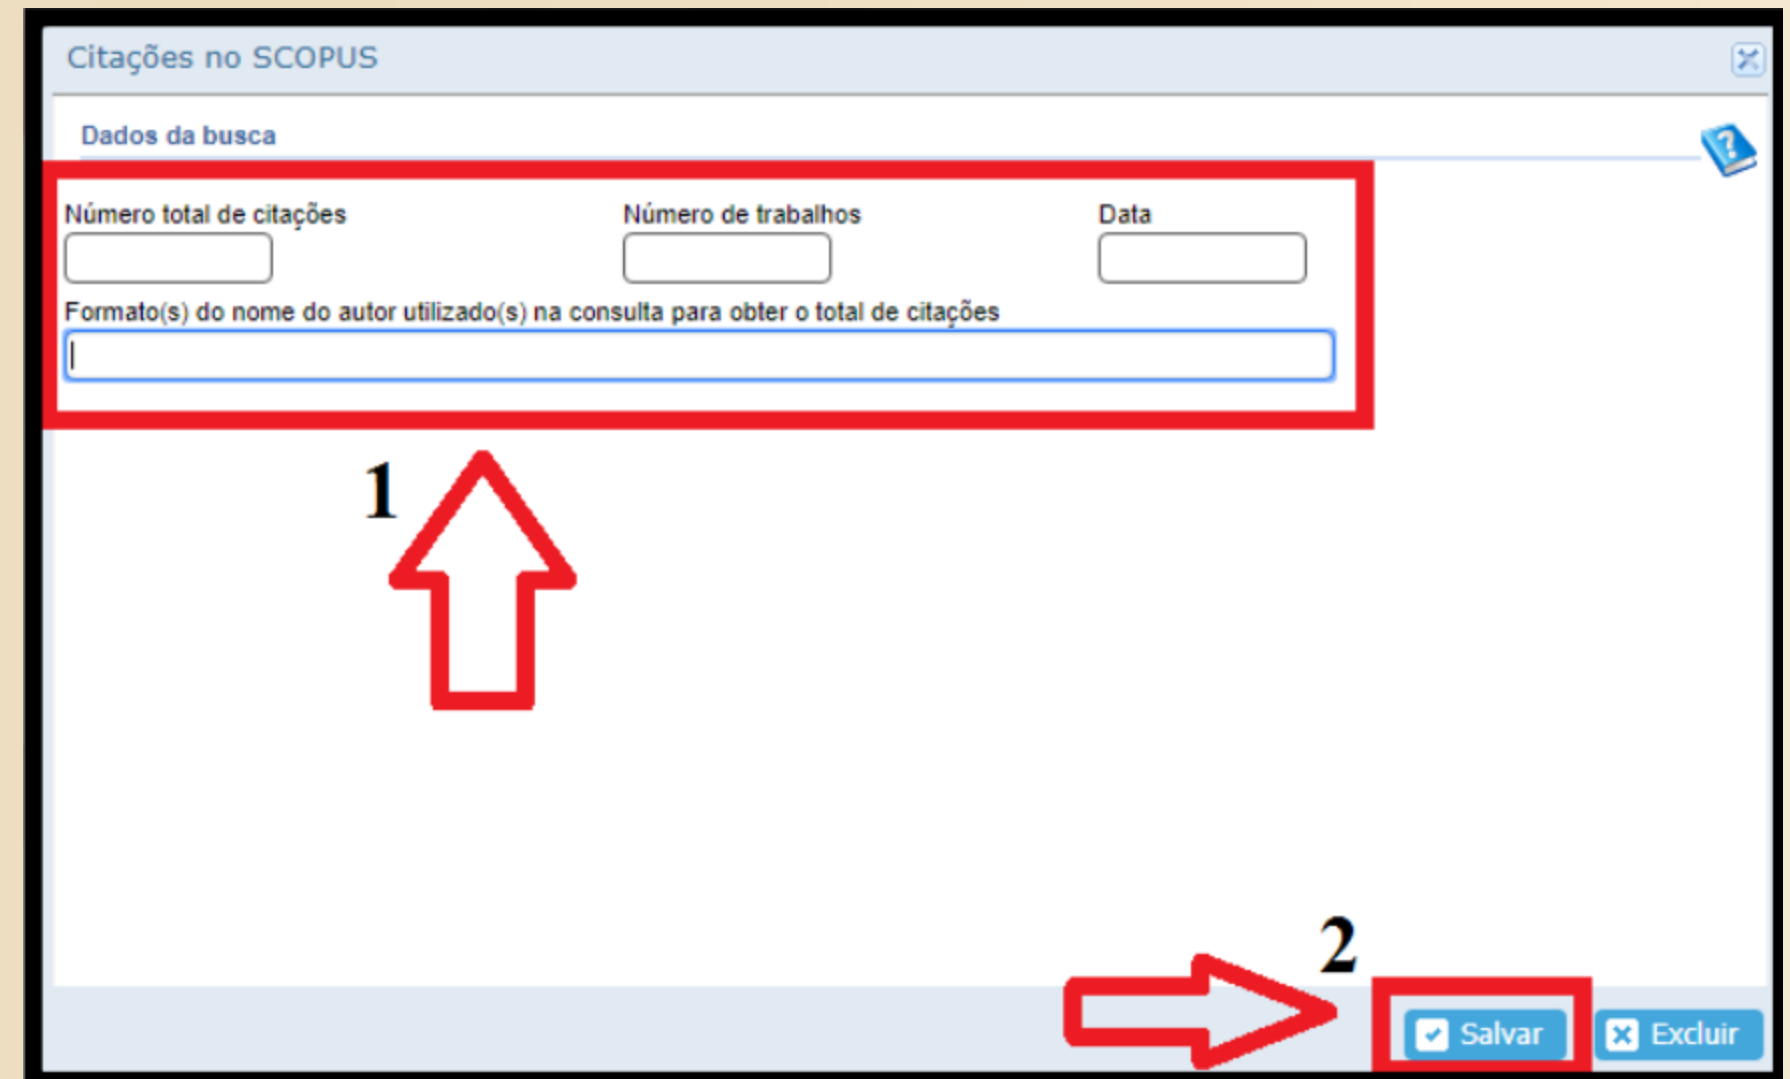 Citações no SCOPUS
Dados da busca
?
Número total de citações Número de trabalhos Data
Formato(s) do nome do autor utilizado(s) na consulta para obter o total de citações
1
2
Salvar Excluir